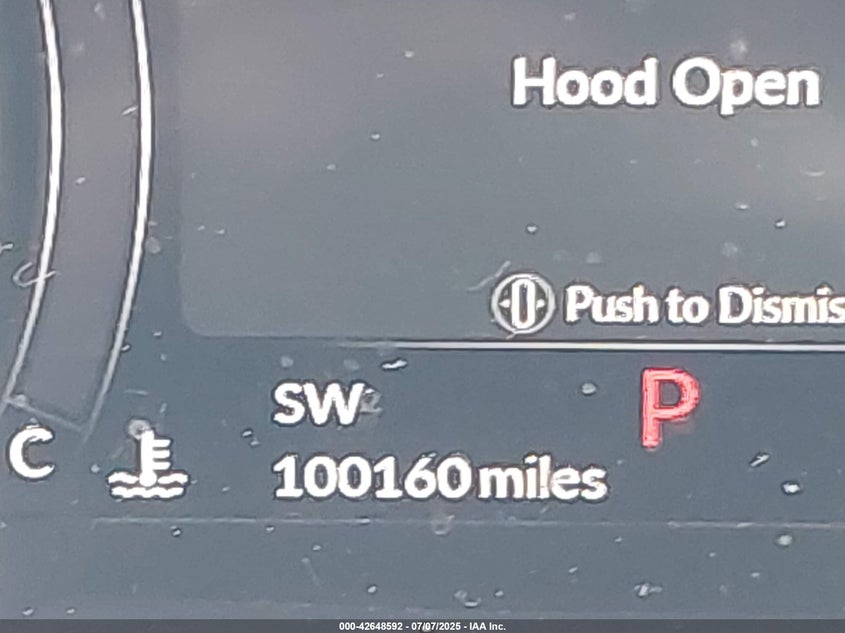 Hood Open
Push to Dismis
SW
P
C
100160 miles
000-42648592 - 07/07/2025 - IAA Inc.